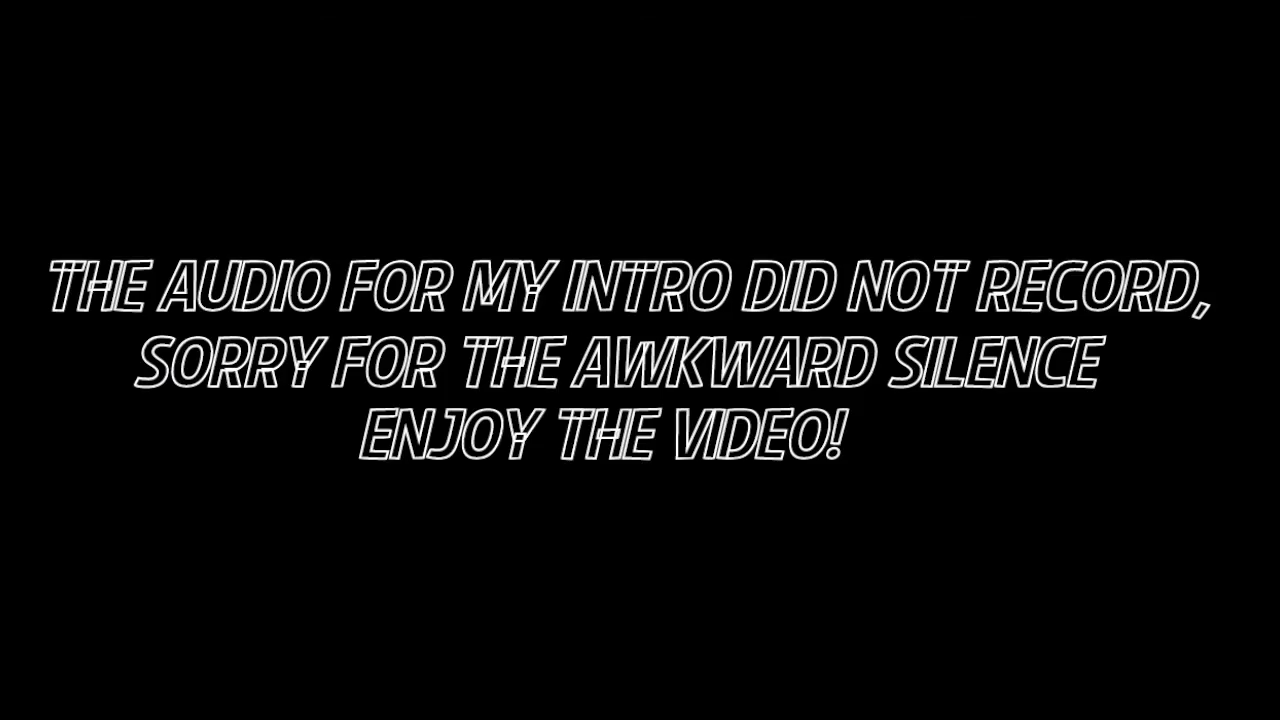 THE AUDIO FOR MY INTRO DID NOT RECORD,
SORRY FOR THE AWKWARD SILENCE
ENJOY THE VIDEO!